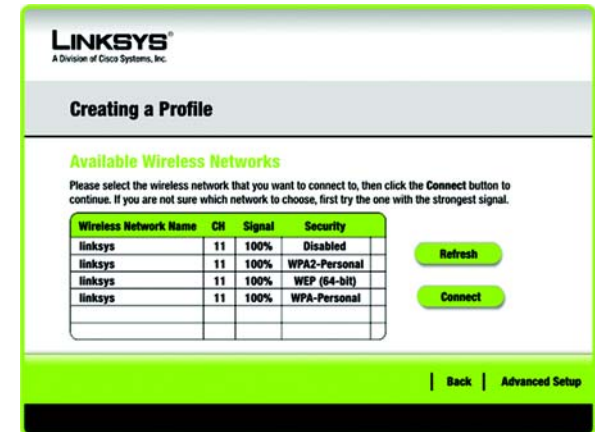 LINKSYS®
A Division of Cisco Systems, Inc.
Creating a Profile
Available Wireless Networks
Please select the wireless network that you want to connect to, then click the Connect button to
continue. If you are not sure which network to choose, first try the one with the strongest signal.
Wireless Network Name CH Signal Security
linksys 11 100% Disabled
linksys 11 100% WPA2-Personal
linksys 11 100% WEP (64-bit)
linksys 11 100% WPA-Personal
Refresh
Connect
Back Advanced Setup